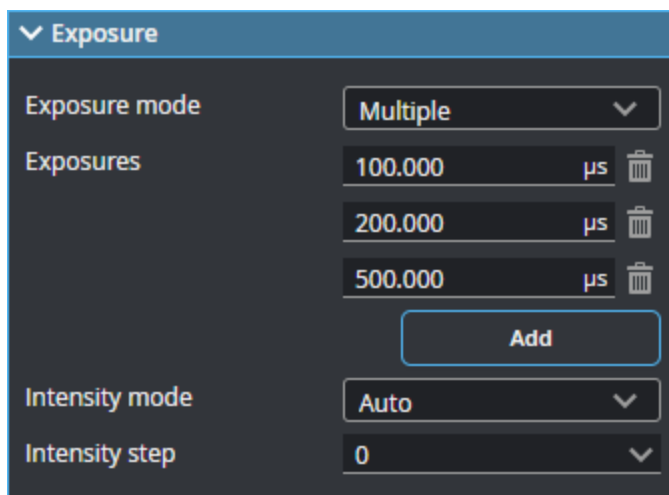 Exposure
Exposure mode Multiple
Exposures 100.000 µs
200.000 µs
500.000 µs
Add
Intensity mode Auto
Intensity step 0